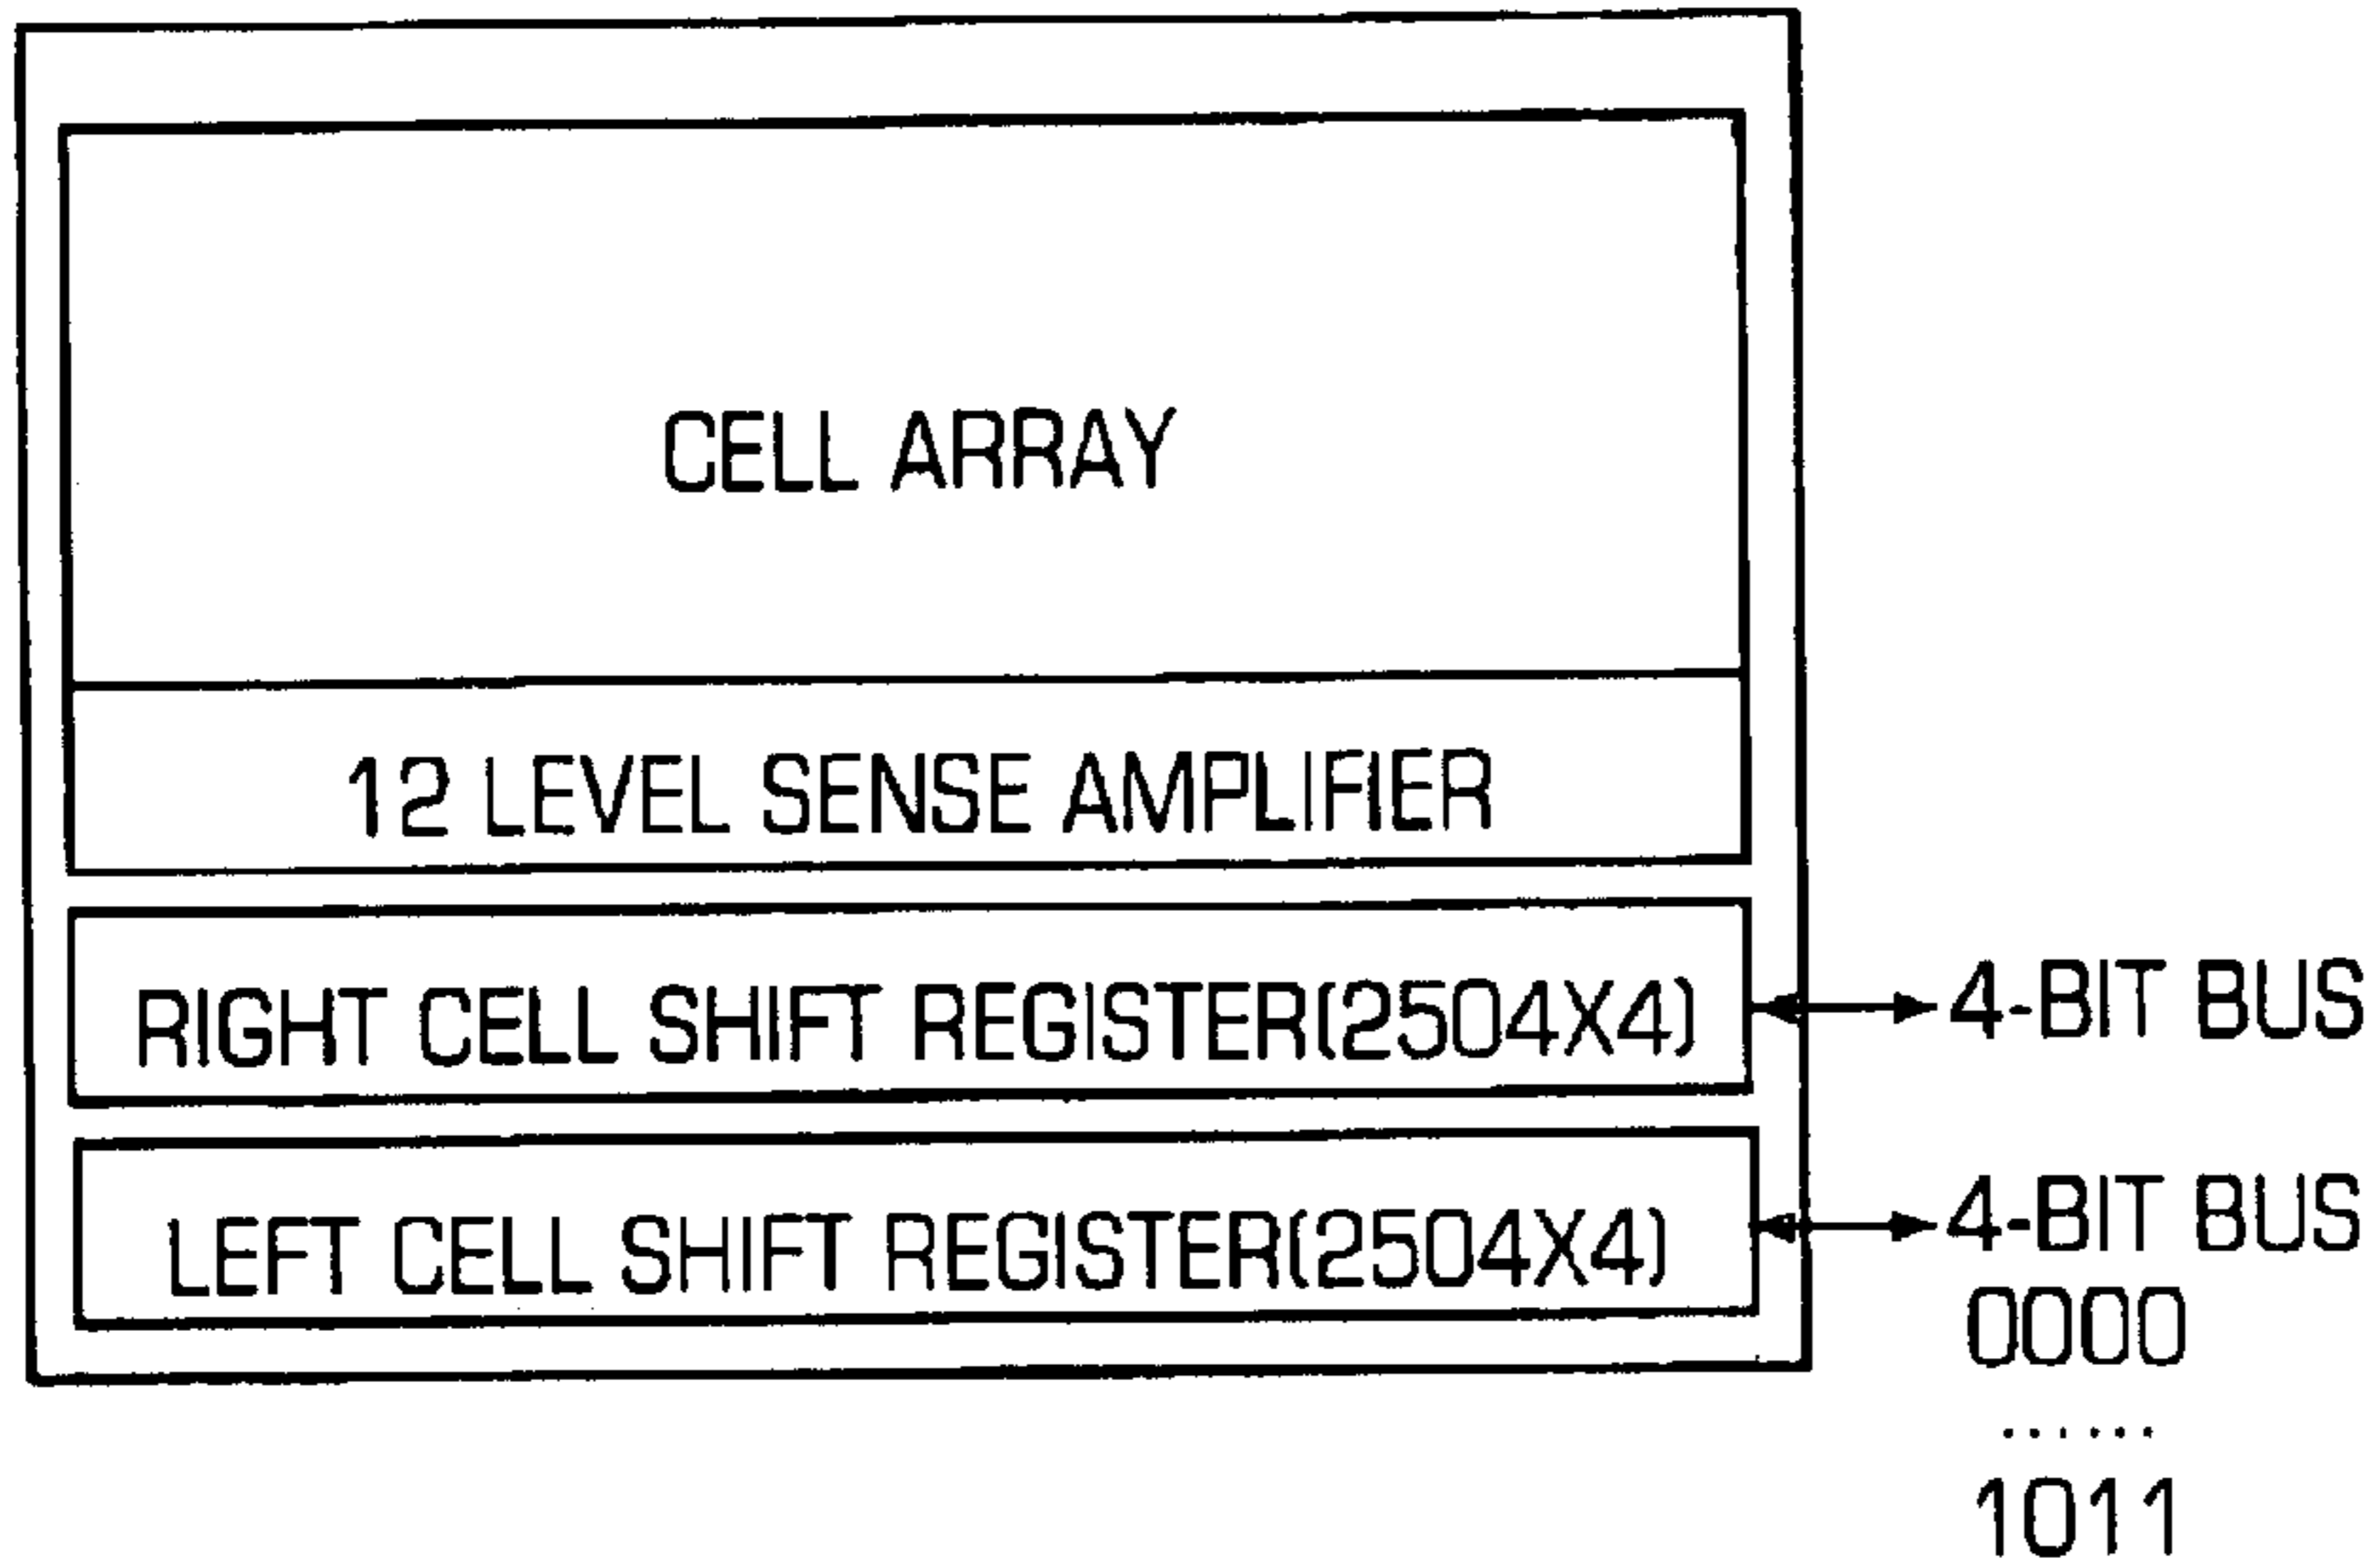 CELL ARRAY
12 LEVEL SENSE AMPLIFIER
RIGHT CELL SHIFT REGISTER(2504X4)
4-BIT BUS
LEFT CELL SHIFT REGISTER(2504X4)
4-BIT BUS
0000
......
1011